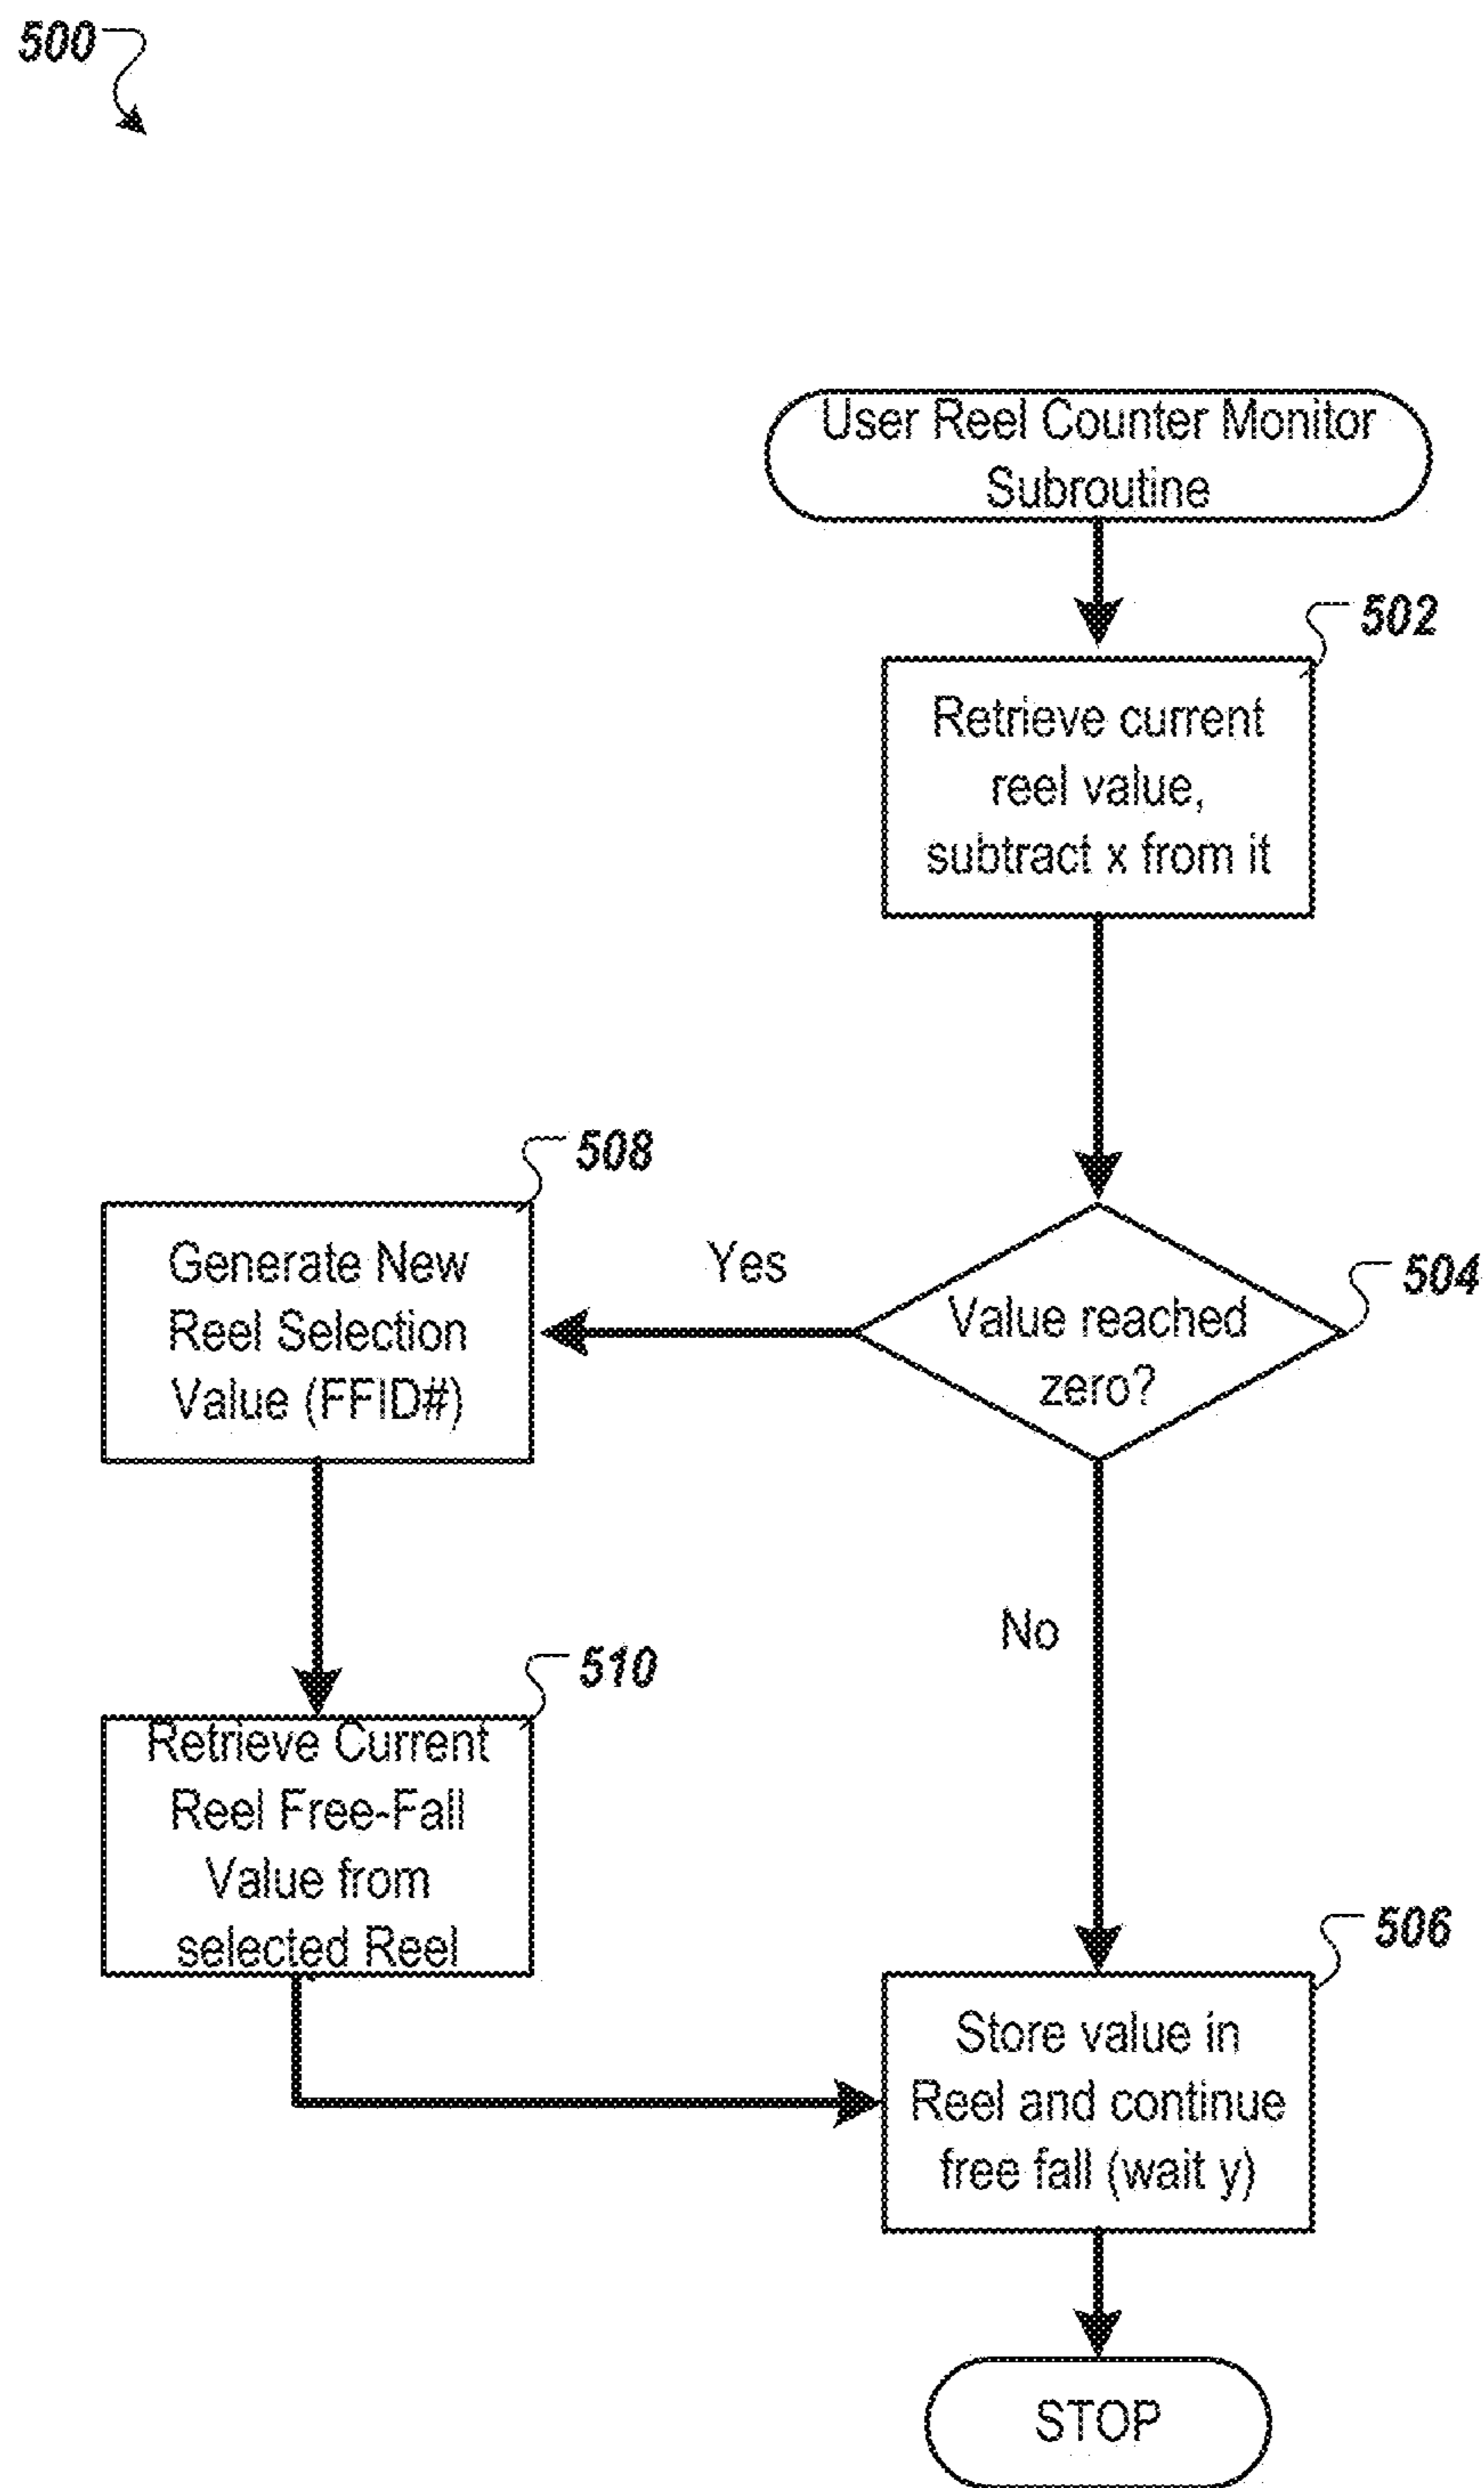 500
User Reel Counter Monitor
Subroutine
502
Retrieve current
reel value,
subtract x from it
508
Generate New
Reel Selection
Value (FFID#)
Yes
504
Value reached
zero?
No
510
Retrieve Current
Reel Free-Fall
Value from
selected Reel
506
Store value in
Reel and continue
free fall (wait y)
STOP